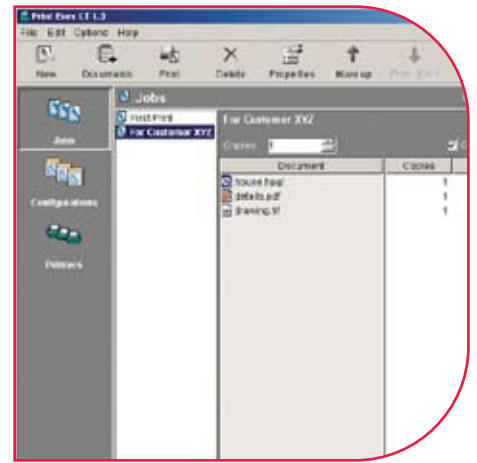 Print Exec LT 1.3
File Edit Options Help
New Documents Print Delete Properties Move up
Jobs
Jobs
First Print
For Customer XYZ
For Customer XYZ
Copies: 1
Document Copies
house.hpgl 1
details.pdf 1
drawing.tif 1
Configurations
Printers